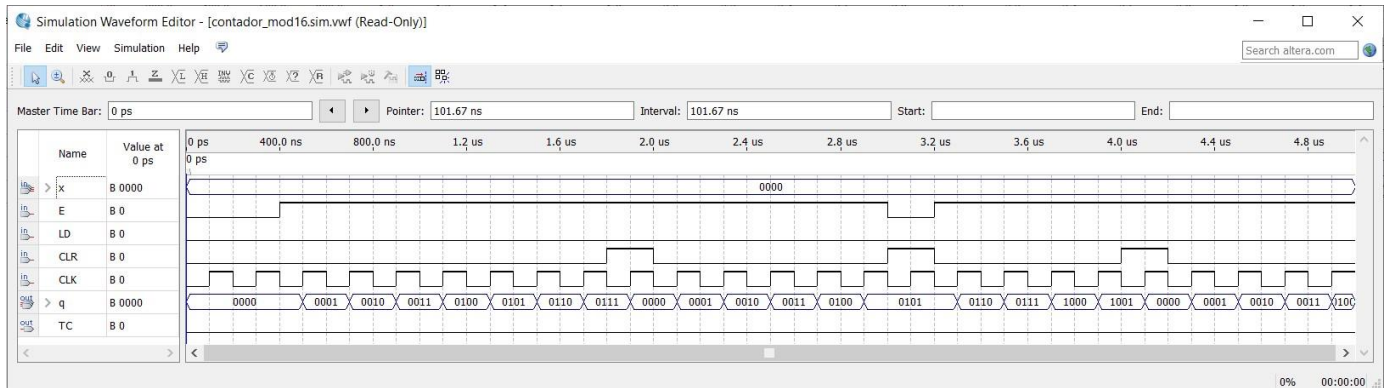 Simulation Waveform Editor - [contador_mod16.sim.vwf (Read-Only)]
File Edit View Simulation Help
Search altera.com
Master Time Bar: 0 ps Pointer: 101.67 ns Interval: 101.67 ns Start: End:
Name Value at 0 ps 0 ps 400.0 ns 800.0 ns 1.2 us 1.6 us 2.0 us 2.4 us 2.8 us 3.2 us 3.6 us 4.0 us 4.4 us 4.8 us
0 ps
x B 0000 0000
E B 0
LD B 0
CLR B 0
CLK B 0
q B 0000 0000 0001 0010 0011 0100 0101 0110 0111 0000 0001 0010 0011 0100 0101 0110 0111 1000 1001 0000 0001 0010 0011
TC B 0
0% 00:00:00